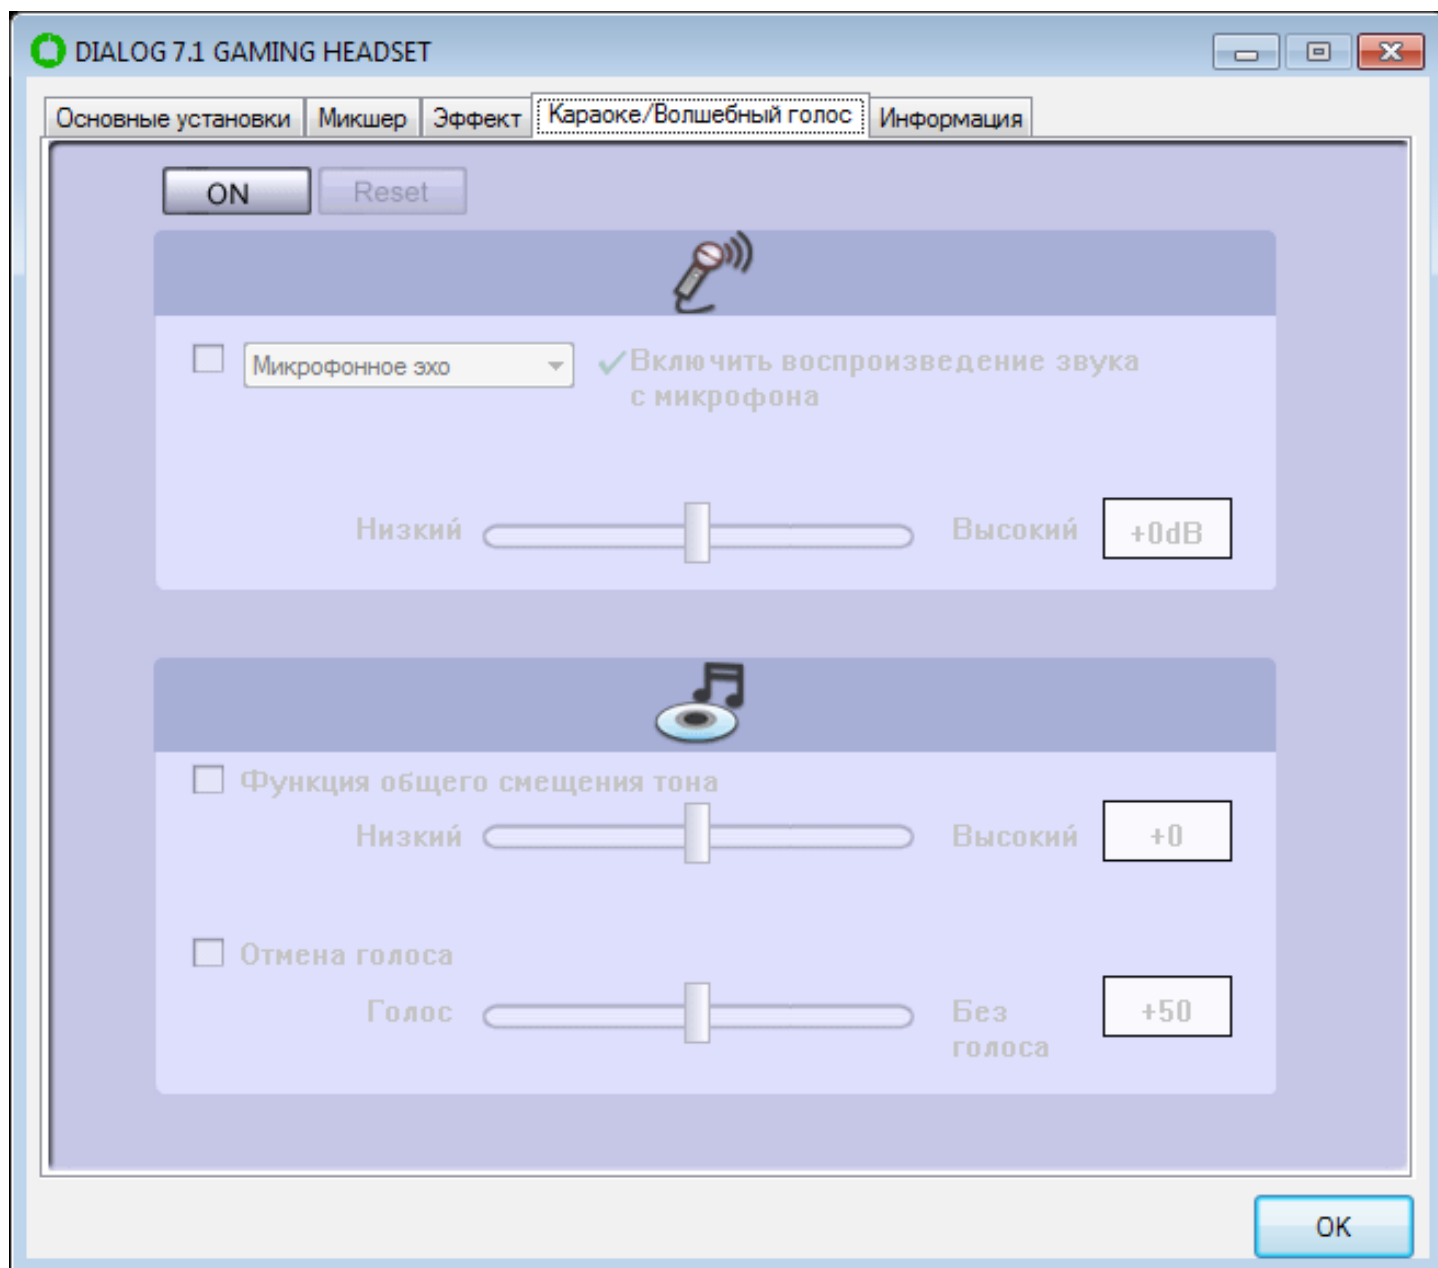 DIALOG 7.1 GAMING HEADSET
Основные установки Микшер Эффект Караоке/Волшебный голос Информация
ON Reset
Микрофонное эхо ✓Включить воспроизведение звука
с микрофона
Низкий Высокий +0dB
Функция общего смещения тона
Низкий Высокий +0
Отмена голоса
Голос Без +50
голоса
OK